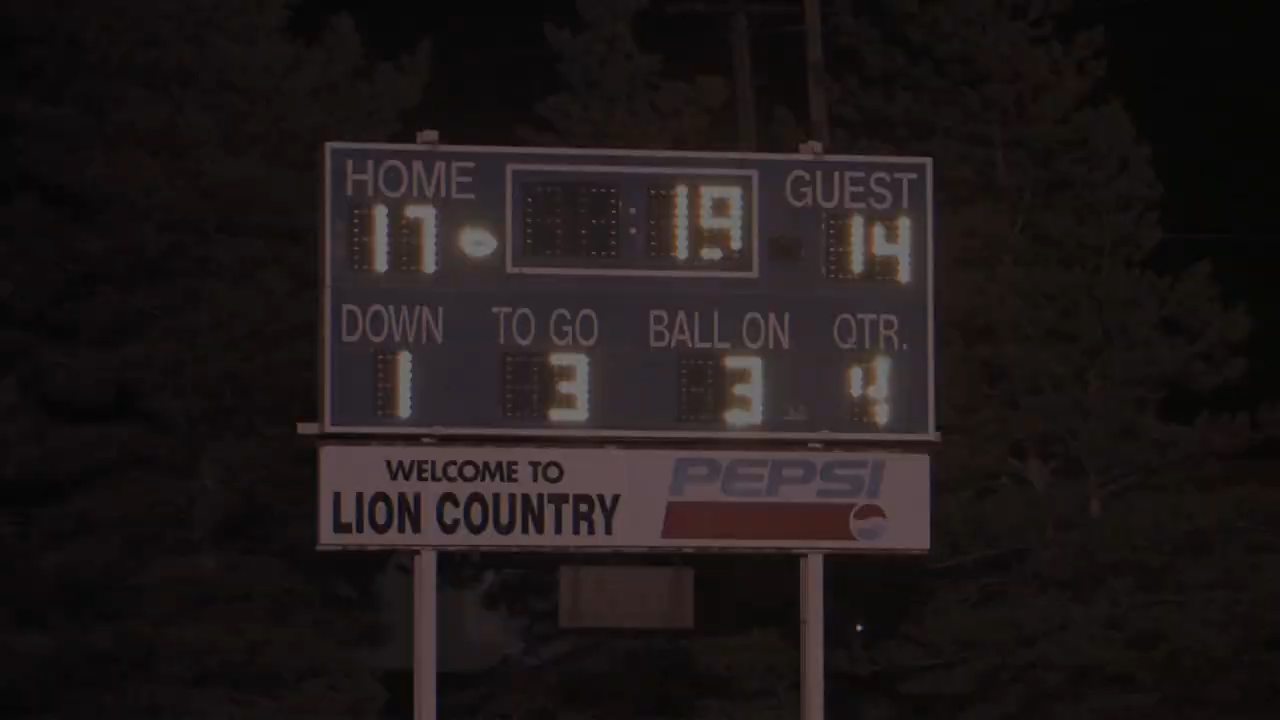 HOME
GUEST
17
:19
14
DOWN
TO GO
BALL ON
QTR.
1
3
3
4
WELCOME TO
LION COUNTRY
PEPSI